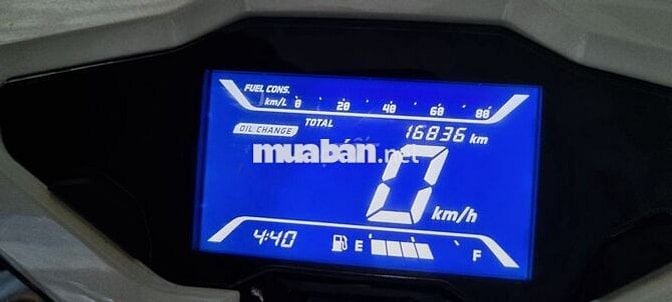 FUEL CONS.
km/L 0 20 40 60 80
TOTAL
OIL CHANGE 16836 km
muaban.net
0 km/h
4:40 E F